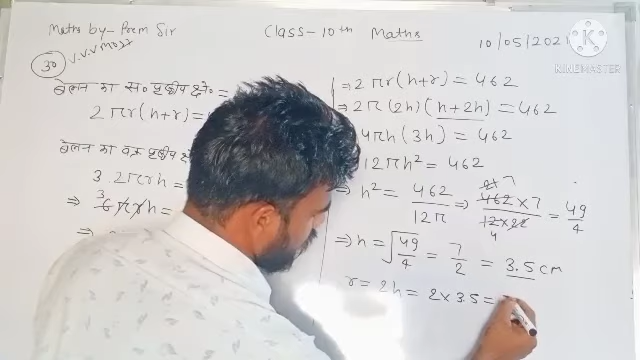 Maths by - Prem Sir
Class - 10th Maths
10/05/202
KINEMASTER
30
V.V.V most
बेलन का स० पृष्ठीय क्षे० =
2πr(h+r) =
बेलन का वक्र पृष्ठीय क्षे०
3.2πrh =
⇒ 6πrh =
⇒
⇒ 2πr(h+r) = 462
⇒ 2π(2h)(h+2h) = 462
4πh(3h) = 462
12πh² = 462
⇒ h² = 462/12π ⇒ 462×7/12×22 = 49/4
⇒ h = √49/4 = 7/2 = 3.5 cm
r = 2h = 2×3.5 =